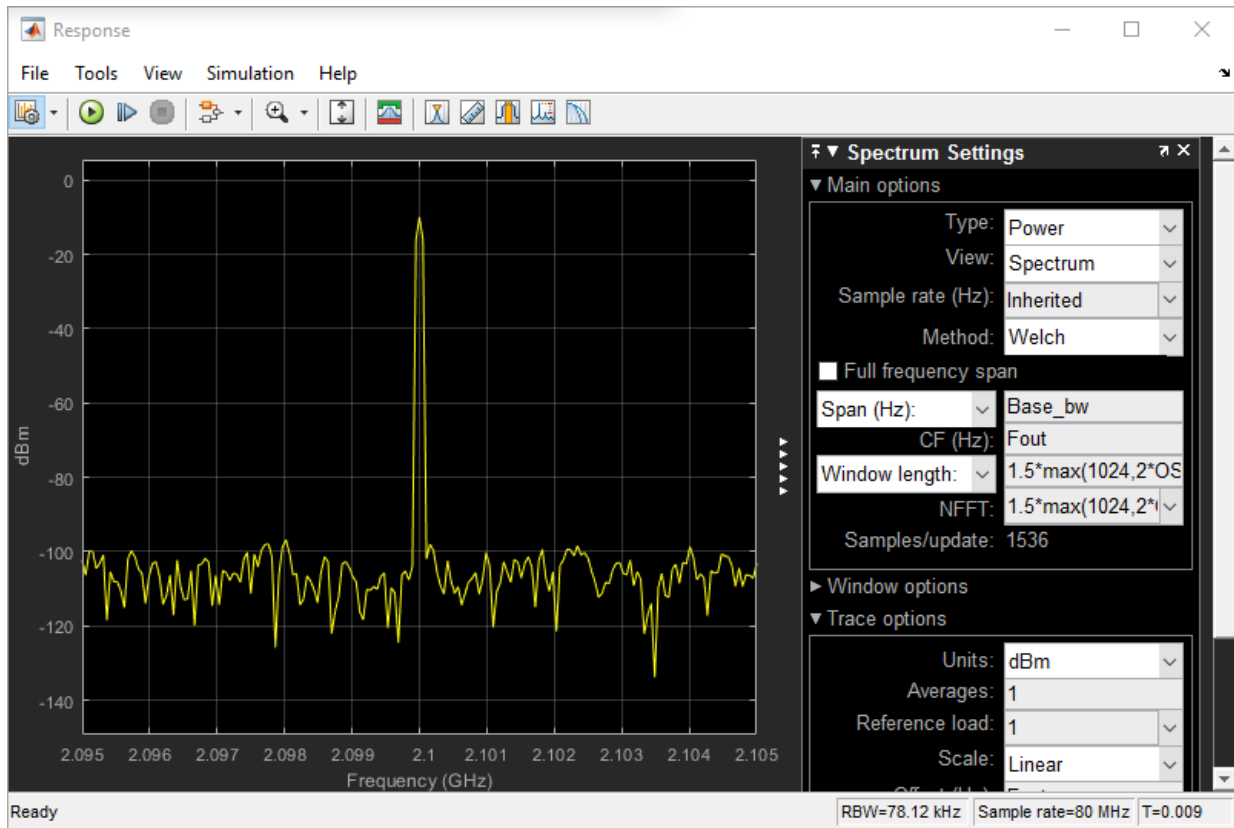 Response
File Tools View Simulation Help
Spectrum Settings
Main options
Type: Power
View: Spectrum
Sample rate (Hz): Inherited
Method: Welch
Full frequency span
Span (Hz): Base_bw
CF (Hz): Fout
Window length: 1.5*max(1024,2*OS
NFFT: 1.5*max(1024,2*
Samples/update: 1536
Window options
Trace options
Units: dBm
Averages: 1
Reference load: 1
Scale: Linear
0
-20
-40
-60
-80
-100
-120
-140
dBm
2.095 2.096 2.097 2.098 2.099 2.1 2.101 2.102 2.103 2.104 2.105
Frequency (GHz)
Ready
RBW=78.12 kHz Sample rate=80 MHz T=0.009